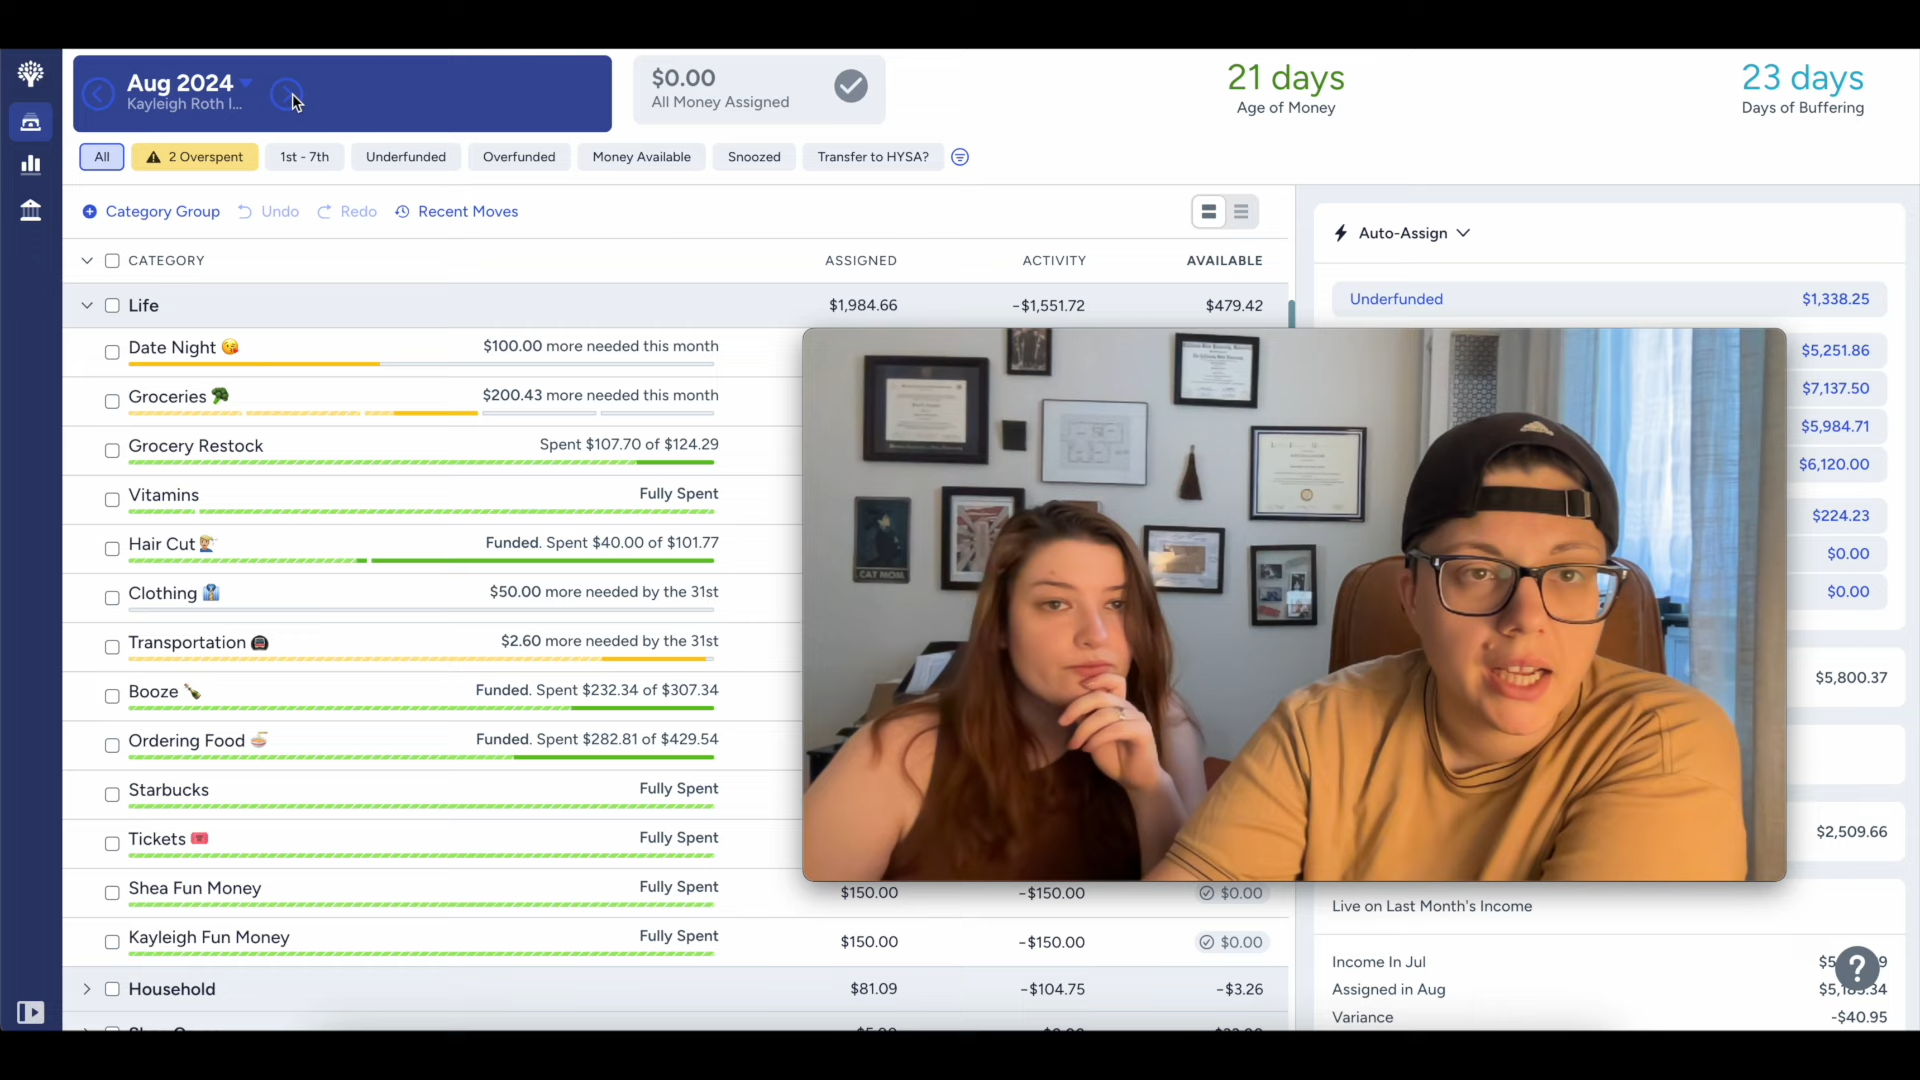 Aug 2024
Kayleigh Roth I...
$0.00
All Money Assigned
21 days
Age of Money
23 days
Days of Buffering
All
2 Overspent
1st - 7th
Underfunded
Overfunded
Money Available
Snoozed
Transfer to HYSA?
Category Group
Undo
Redo
Recent Moves
Auto-Assign
CATEGORY
ASSIGNED
ACTIVITY
AVAILABLE
Life
$1,984.66
-$1,551.72
$479.42
Underfunded
$1,338.25
Date Night 😘
$100.00 more needed this month
$5,251.86
Groceries 🥦
$200.43 more needed this month
$7,137.50
Grocery Restock
Spent $107.70 of $124.29
$5,984.71
$6,120.00
Vitamins
Fully Spent
$224.23
Hair Cut
Funded. Spent $40.00 of $101.77
$0.00
Clothing
$50.00 more needed by the 31st
$0.00
Transportation
$2.60 more needed by the 31st
$5,800.37
Booze 🍾
Funded. Spent $232.34 of $307.34
Ordering Food 🍜
Funded. Spent $282.81 of $429.54
Starbucks
Fully Spent
$2,509.66
Tickets 🎟️
Fully Spent
Shea Fun Money
Fully Spent
$150.00
-$150.00
$0.00
Kayleigh Fun Money
Fully Spent
$150.00
-$150.00
$0.00
Household
$81.09
-$104.75
-$3.26
Live on Last Month's Income
Income In Jul
Assigned in Aug
Variance
-$40.95
CAT MOM